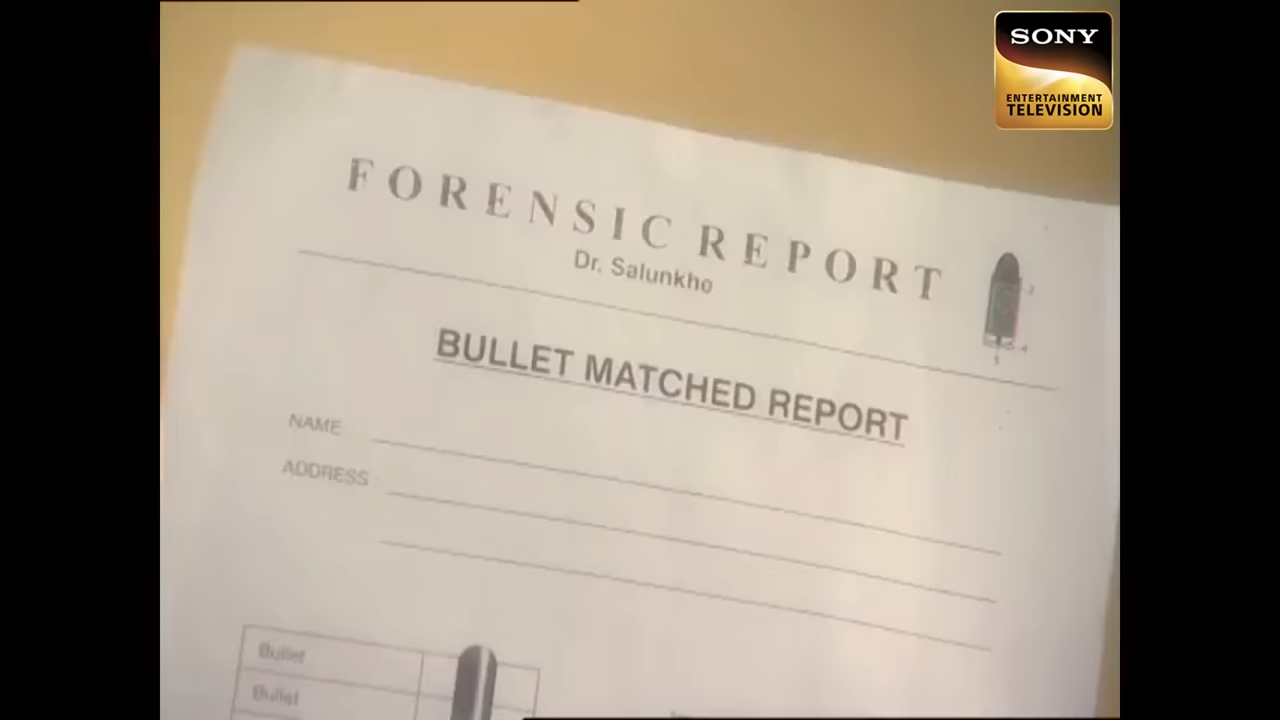 SONY
ENTERTAINMENT
TELEVISION
FORENSIC REPORT
Dr. Salunkhe
BULLET MATCHED REPORT
NAME:
ADDRESS :
Bullet
Bullet